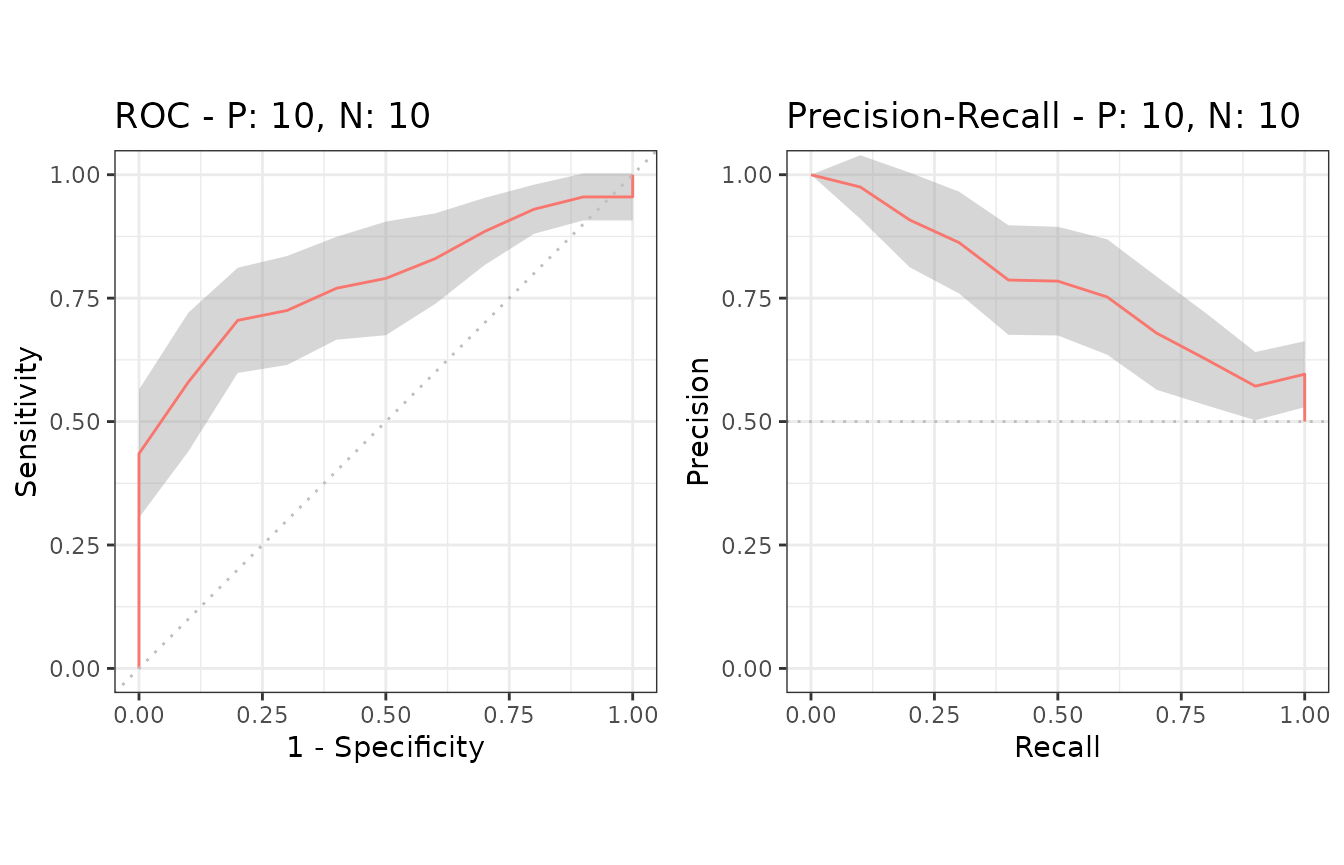 ROC - P: 10, N: 10
1.00
0.75
0.50
0.25
0.00
Sensitivity
0.00 0.25 0.50 0.75 1.00
1 - Specificity
Precision-Recall - P: 10, N: 10
1.00
0.75
0.50
0.25
0.00
Precision
0.00 0.25 0.50 0.75 1.00
Recall